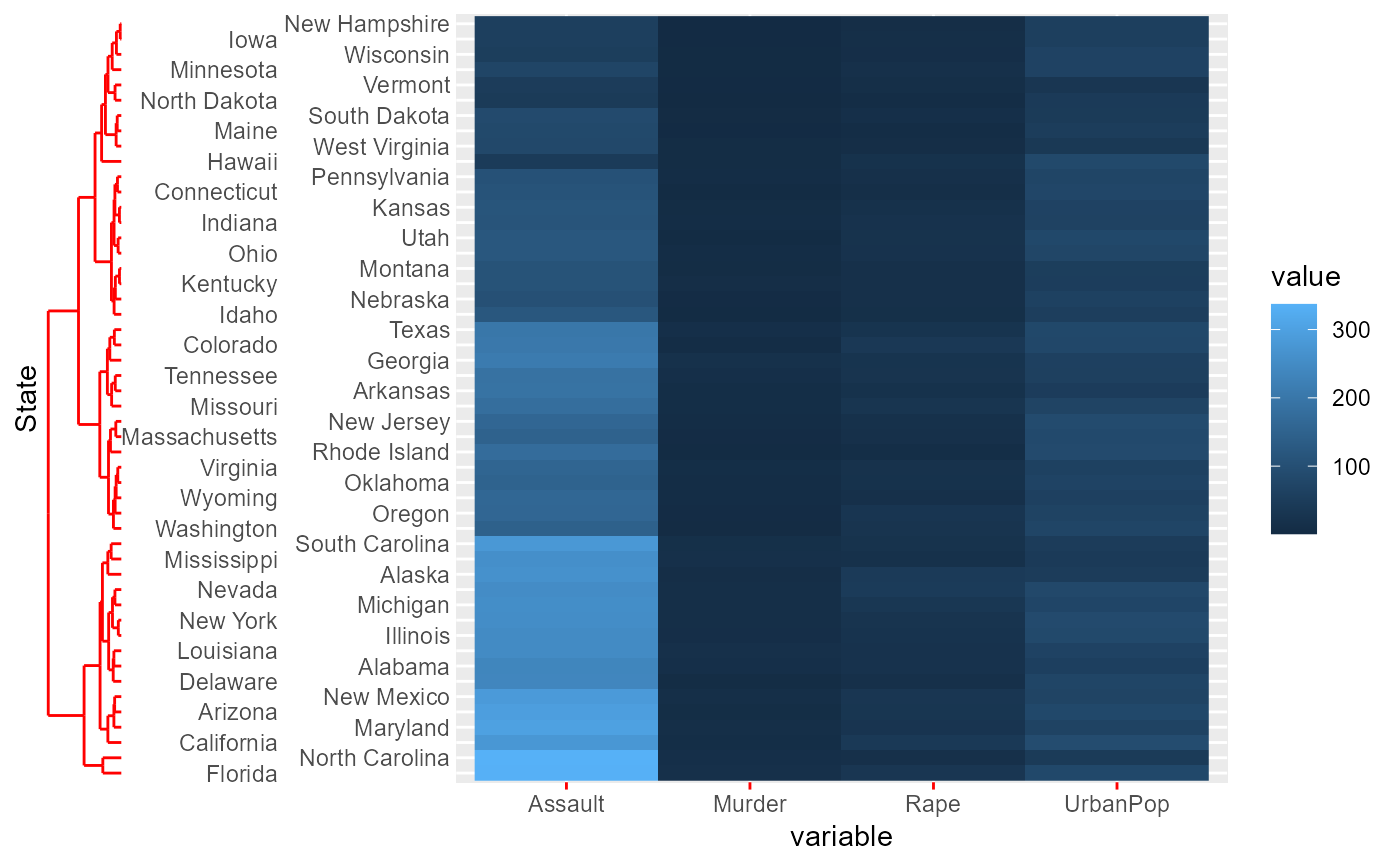 State
New Hampshire
Iowa
Wisconsin
Minnesota
Vermont
North Dakota
South Dakota
Maine
West Virginia
Hawaii
Pennsylvania
Connecticut
Kansas
Indiana
Utah
Ohio
Montana
Kentucky
Nebraska
Idaho
Texas
Colorado
Georgia
Tennessee
Arkansas
Missouri
New Jersey
Massachusetts
Rhode Island
Virginia
Oklahoma
Wyoming
Oregon
Washington
South Carolina
Mississippi
Alaska
Nevada
Michigan
New York
Illinois
Louisiana
Alabama
Delaware
New Mexico
Arizona
Maryland
California
North Carolina
Florida
Assault Murder Rape UrbanPop
variable
value
300
200
100